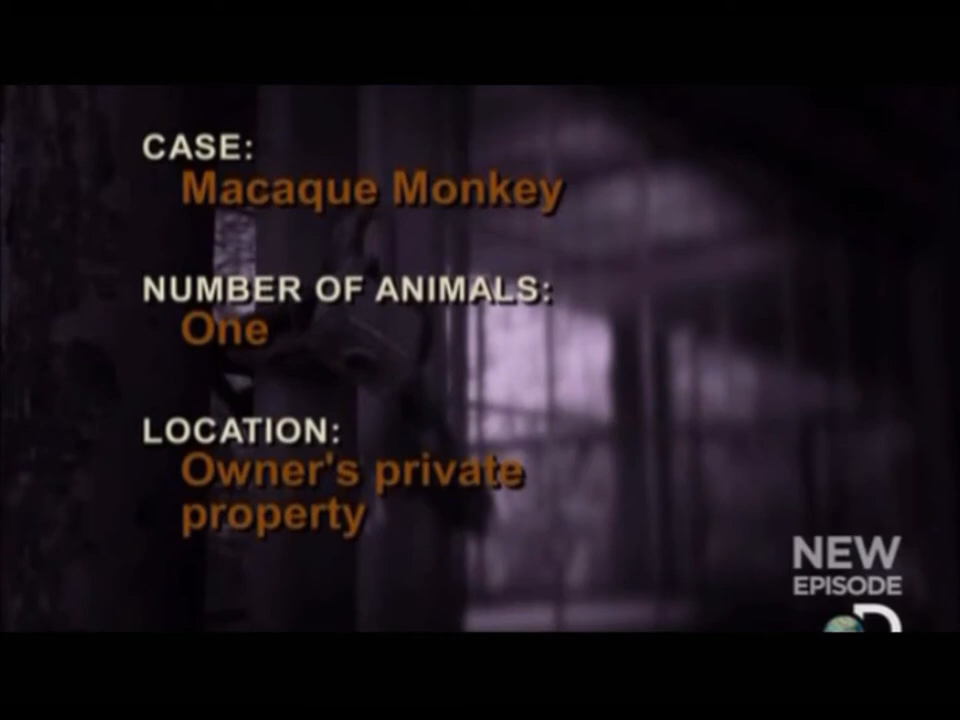 CASE:
Macaque Monkey
NUMBER OF ANIMALS:
One
LOCATION:
Owner's private
property
NEW
EPISODE
D